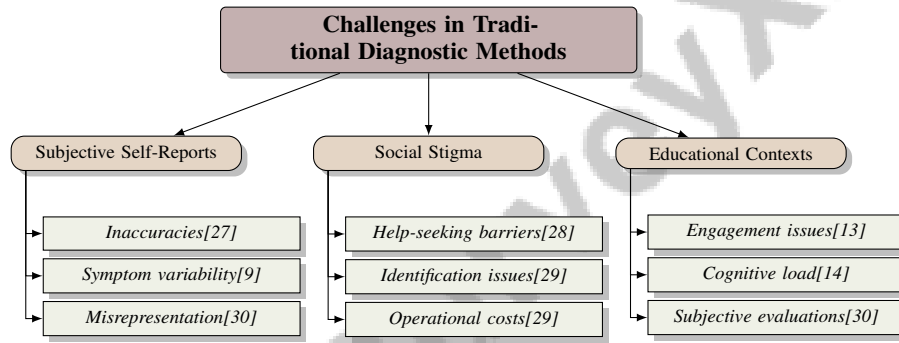 Challenges in Tradi-
tional Diagnostic Methods
Subjective Self-Reports
Inaccuracies[27]
Symptom variability[9]
Misrepresentation[30]
Social Stigma
Help-seeking barriers[28]
Identification issues[29]
Operational costs[29]
Educational Contexts
Engagement issues[13]
Cognitive load[14]
Subjective evaluations[30]